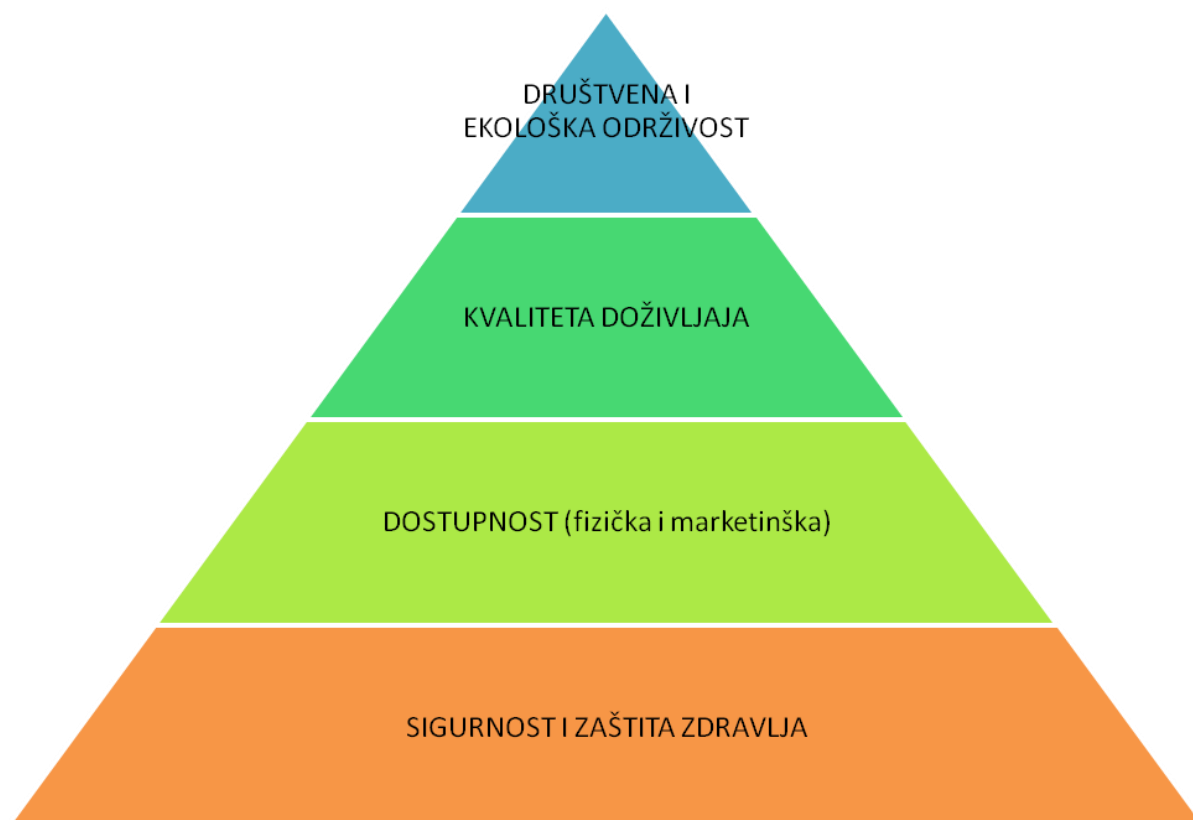 DRUŠTVENA I
EKOLOŠKA ODRŽIVOST
KVALITETA DOŽIVLJAJA
DOSTUPNOST (fizička i marketinška)
SIGURNOST I ZAŠTITA ZDRAVLJA